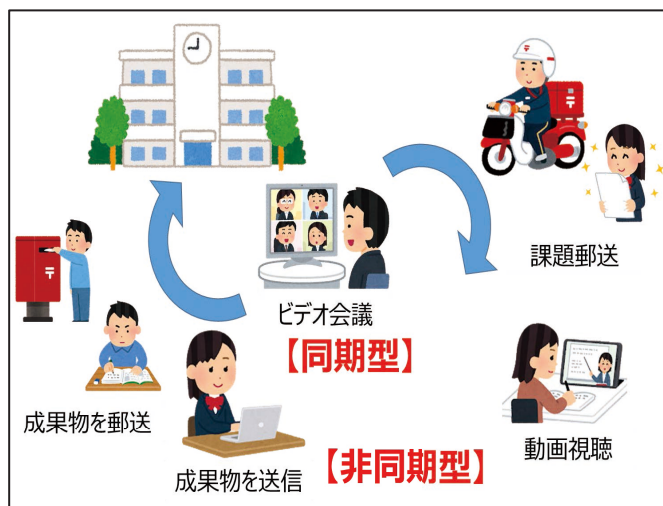 課題郵送
ビデオ会議
【同期型】
成果物を郵送
動画視聴
成果物を送信
【非同期型】